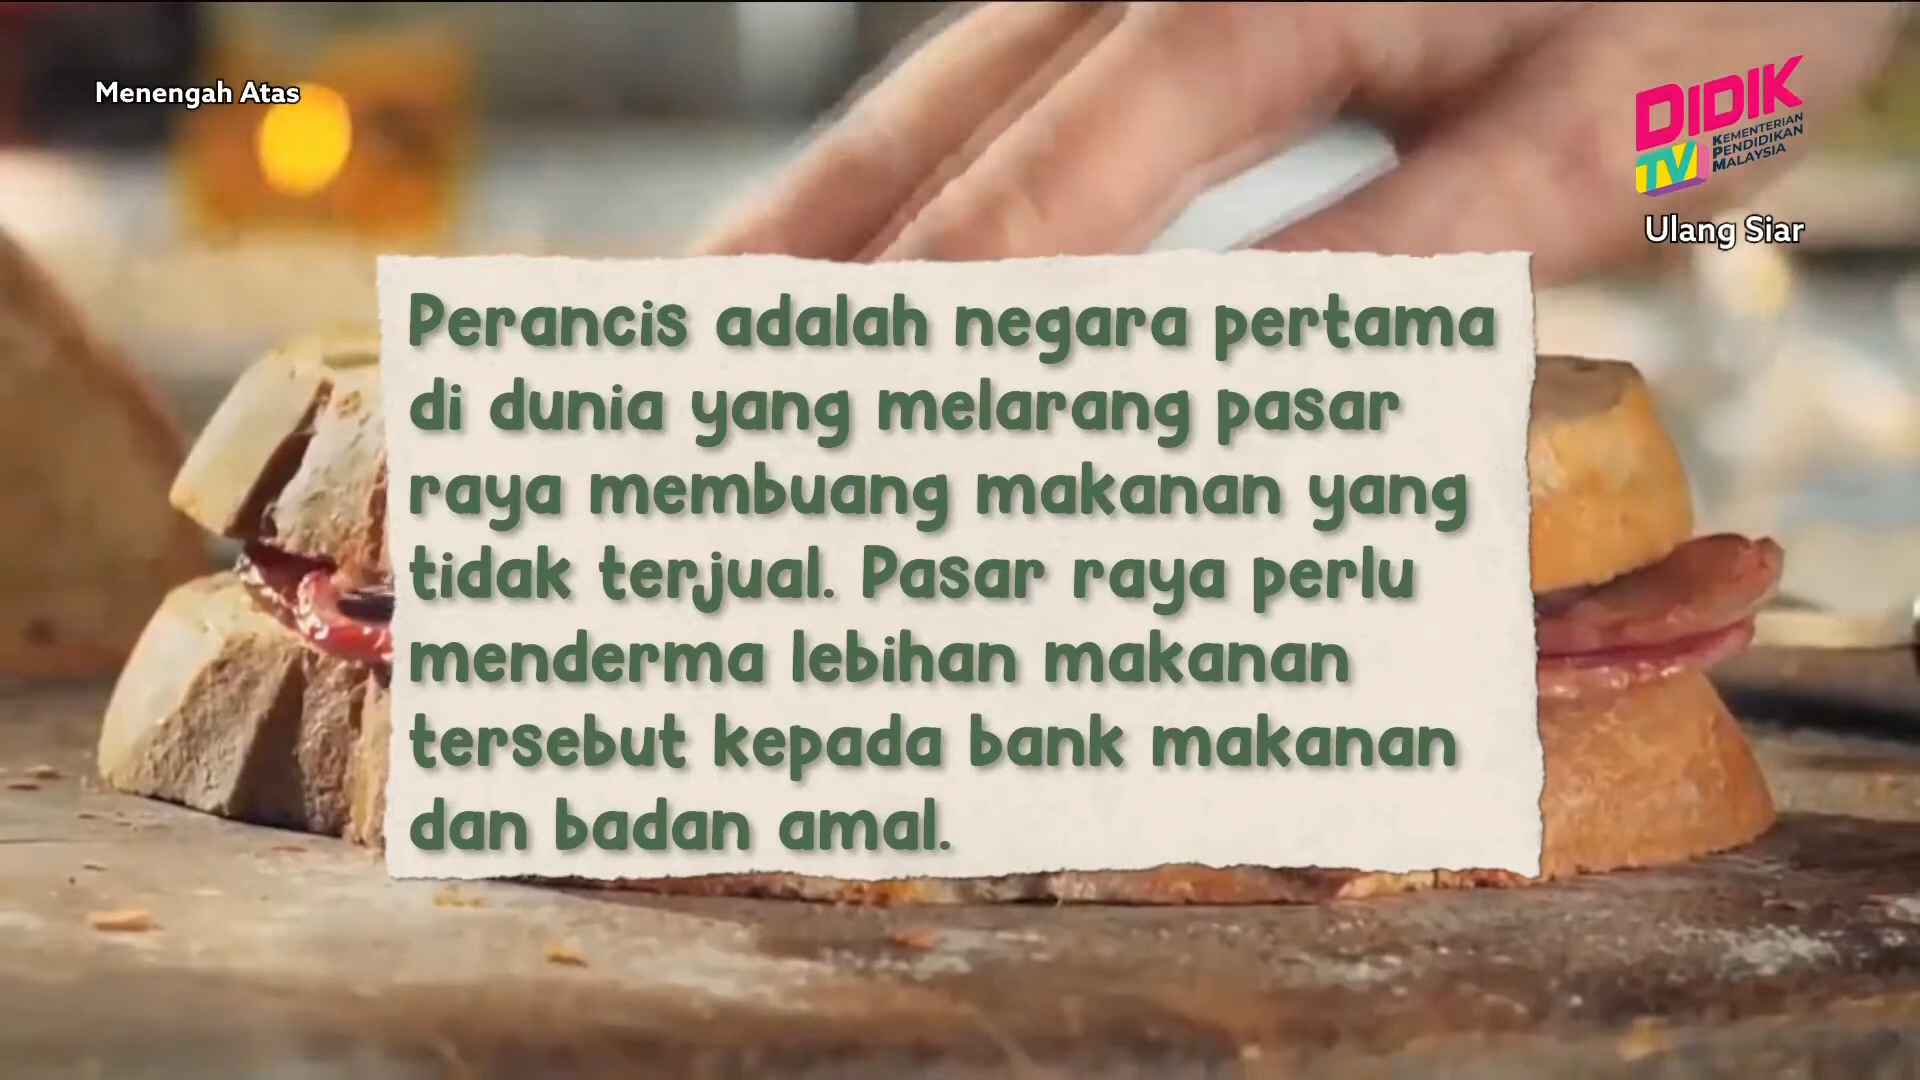 Menengah Atas
DIDIK
TV
KEMENTERIAN
PENDIDIKAN
MALAYSIA
Ulang Siar
Perancis adalah negara pertama
di dunia yang melarang pasar
raya membuang makanan yang
tidak terjual. Pasar raya perlu
menderma lebihan makanan
tersebut kepada bank makanan
dan badan amal.